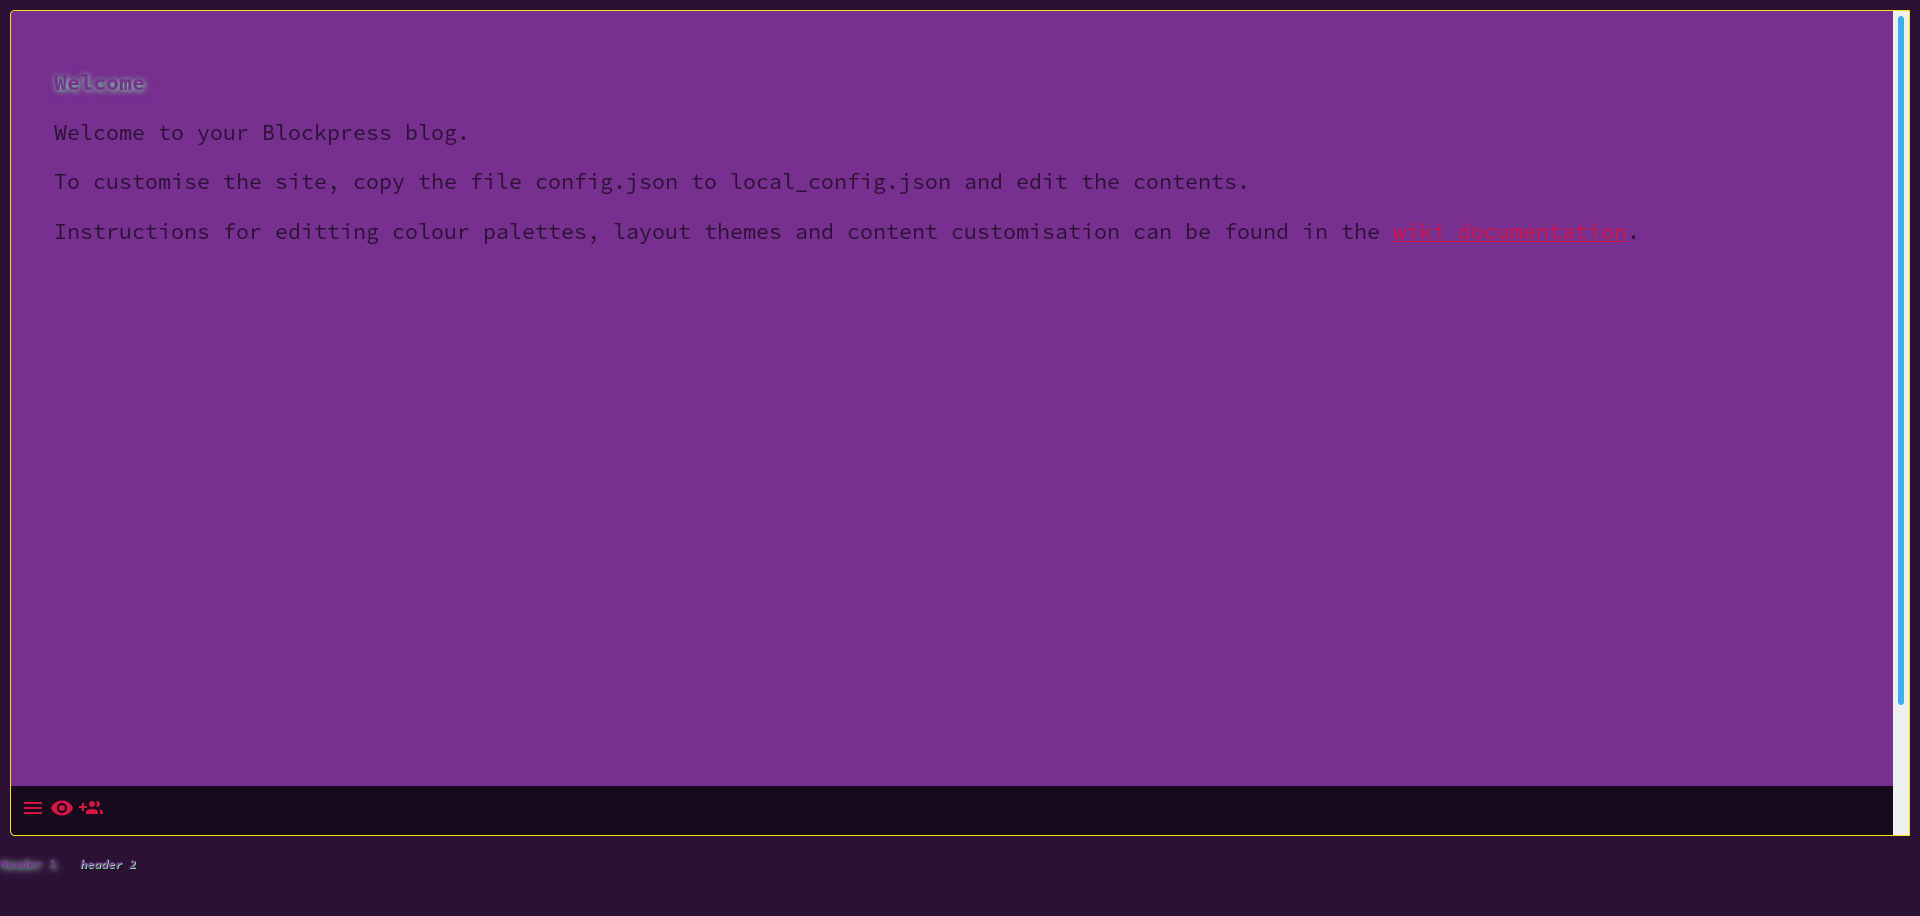 Welcome
Welcome to your Blockpress blog.
To customise the site, copy the file config.json to local_config.json and edit the contents.
Instructions for editting colour palettes, layout themes and content customisation can be found in the wiki documentation.
Header 1 header 2